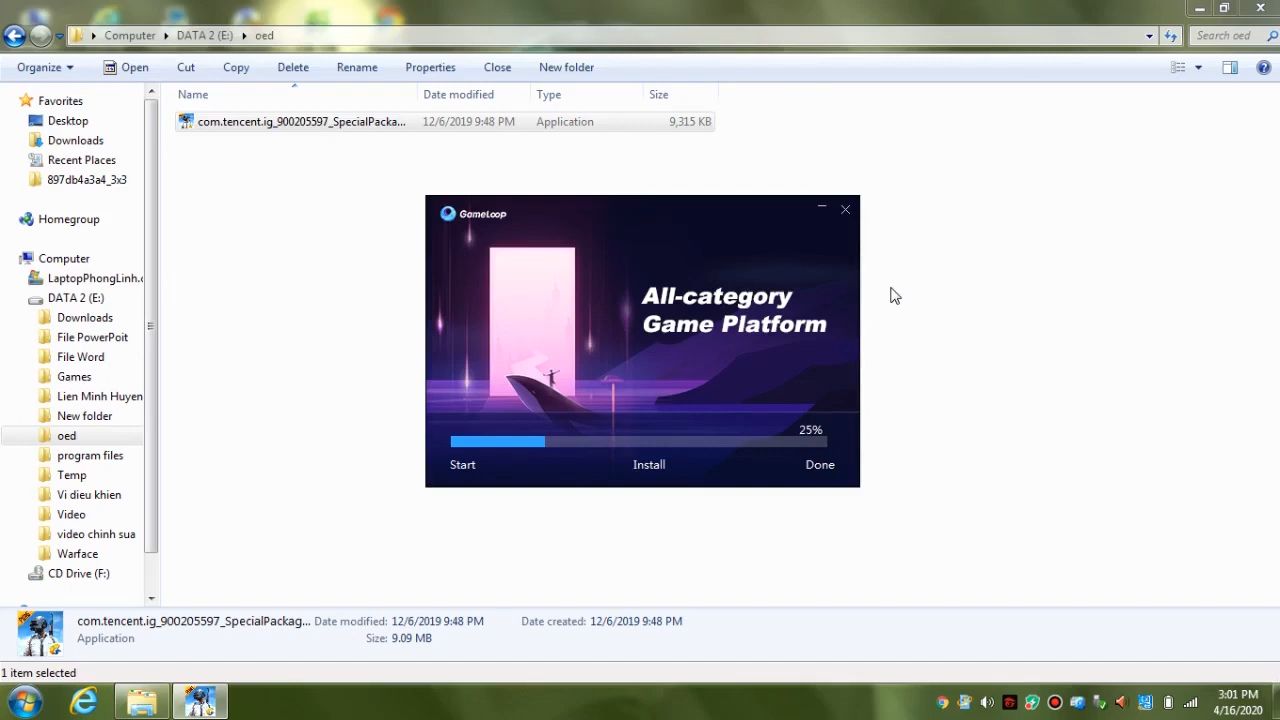 Computer DATA 2 (E:) oed Search oed
Organize Open Cut Copy Delete Rename Properties Close New folder
Name Date modified Type Size
com.tencent.ig_900205597_SpecialPacka... 12/6/2019 9:48 PM Application 9,315 KB
Favorites
Desktop
Downloads
Recent Places
897db4a3a4_3x3
Homegroup
Computer
LaptopPhongLinh.c
DATA 2 (E:)
Downloads
File PowerPoit
File Word
Games
Lien Minh Huyen
New folder
oed
program files
Temp
Vi dieu khien
Video
video chinh sua
Warface
CD Drive (F:)
GameLoop
All-category
Game Platform
25%
Start Install Done
com.tencent.ig_900205597_SpecialPackag... Date modified: 12/6/2019 9:48 PM Date created: 12/6/2019 9:48 PM
Application Size: 9.09 MB
1 item selected
3:01 PM
4/16/2020